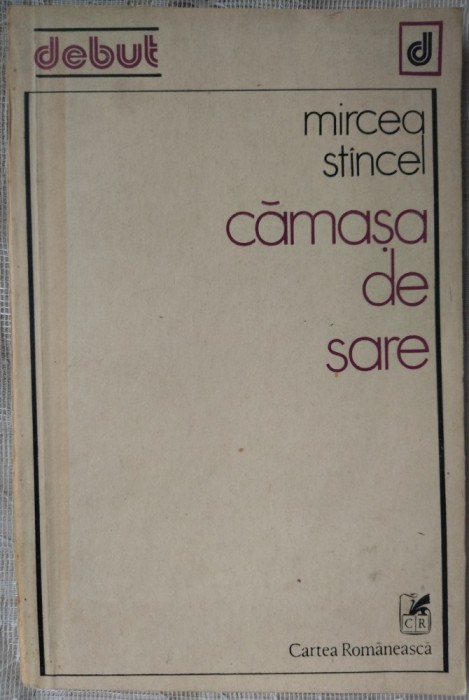 debut
d
mircea
stincel
cămașa
de
sare
CR
Cartea Românească